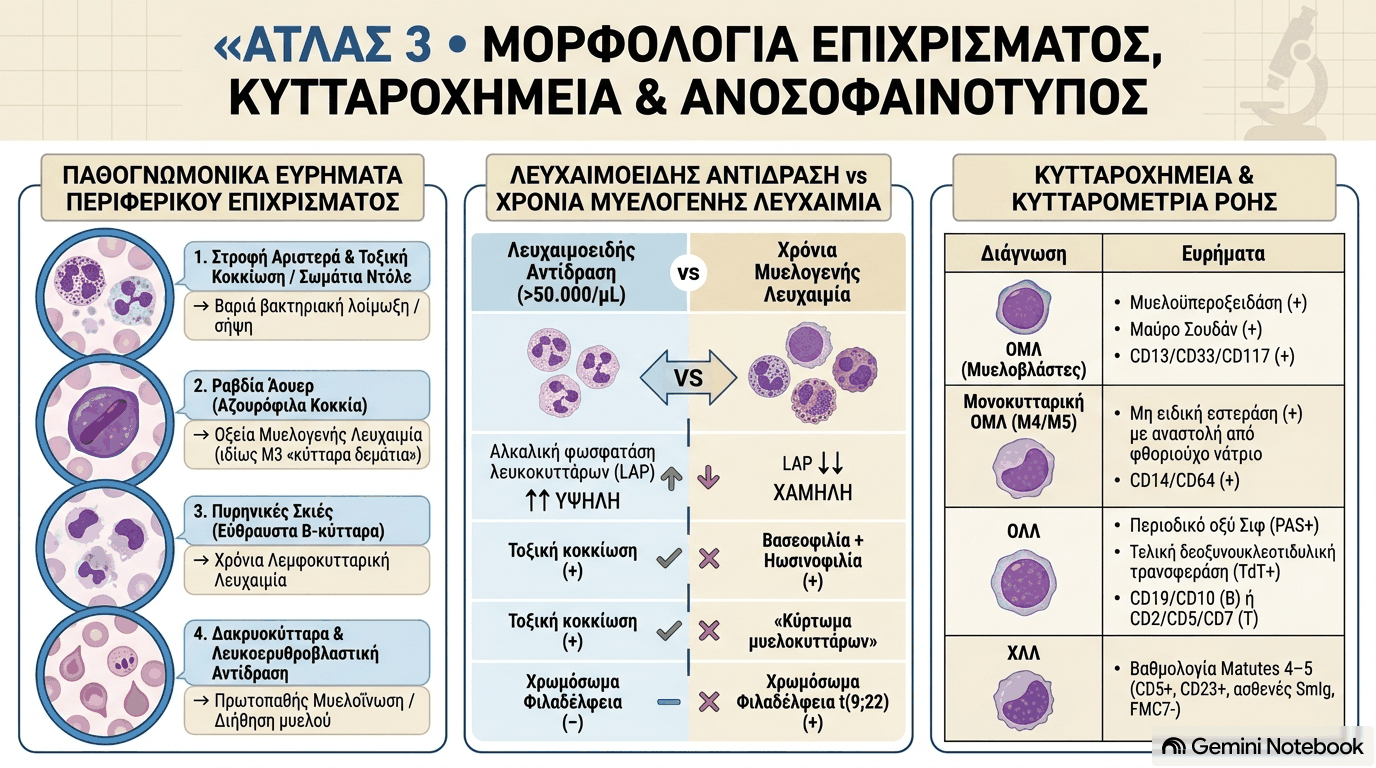 «ΑΤΛΑΣ 3 • ΜΟΡΦΟΛΟΓΙΑ ΕΠΙΧΡΙΣΜΑΤΟΣ,
ΚΥΤΤΑΡΟΧΗΜΕΙΑ & ΑΝΟΣΟΦΑΙΝΟΤΥΠΟΣ
ΠΑΘΟΓΝΩΜΟΝΙΚΑ ΕΥΡΗΜΑΤΑ
ΠΕΡΙΦΕΡΙΚΟΥ ΕΠΙΧΡΙΣΜΑΤΟΣ
1. Στροφή Αριστερά & Τοξική
Κοκκίωση / Σωμάτια Ντόλε
→ Βαριά βακτηριακή λοίμωξη /
σήψη
2. Ραβδία Άουερ
(Αζουρόφιλα Κοκκία)
→ Οξεία Μυελογενής Λευχαιμία
(ιδίως M3 «κύτταρα δεμάτια»)
3. Πυρηνικές Σκιές
(Εύθραυστα Β-κύτταρα)
→ Χρόνια Λεμφοκυτταρική
Λευχαιμία
4. Δακρυοκύτταρα &
Λευκοερυθροβλαστική
Αντίδραση
→ Πρωτοπαθής Μυελοΐνωση /
Διήθηση μυελού
ΛΕΥΧΑΙΜΟΕΙΔΗΣ ΑΝΤΙΔΡΑΣΗ vs
ΧΡΟΝΙΑ ΜΥΕΛΟΓΕΝΗΣ ΛΕΥΧΑΙΜΙΑ
Λευχαιμοειδής
Αντίδραση
(>50.000/μL)
vs
Χρόνια
Μυελογενής
Λευχαιμία
VS
Αλκαλική φωσφατάση
λευκοκυττάρων (LAP)
↑↑ ΥΨΗΛΗ
LAP ↓↓
ΧΑΜΗΛΗ
Τοξική κοκκίωση
(+)
Βασεοφιλία +
Ηωσινοφιλία
(+)
Τοξική κοκκίωση
(+)
«Κύρτωμα
μυελοκυττάρων»
Χρωμόσωμα
Φιλαδέλφεια
(−)
Χρωμόσωμα
Φιλαδέλφεια t(9;22)
(+)
ΚΥΤΤΑΡΟΧΗΜΕΙΑ &
ΚΥΤΤΑΡΟΜΕΤΡΙΑ ΡΟΗΣ
Διάγνωση
Ευρήματα
ΟΜΛ
(Μυελοβλάστες)
• Μυελοϋπεροξειδάση (+)
• Μαύρο Σουδάν (+)
• CD13/CD33/CD117 (+)
Μονοκυτταρική
ΟΜΛ (M4/M5)
• Μη ειδική εστεράση (+)
με αναστολή από
φθοριούχο νάτριο
• CD14/CD64 (+)
ΟΛΛ
• Περιοδικό οξύ Σιφ (PAS+)
• Τελική δεοξυνουκλεοτιδυλική
τρανσφεράση (TdT+)
• CD19/CD10 (B) ή
CD2/CD5/CD7 (T)
ΧΛΛ
• Βαθμολογία Matutes 4–5
(CD5+, CD23+, ασθενές SmIg,
FMC7-)
Gemini Notebook